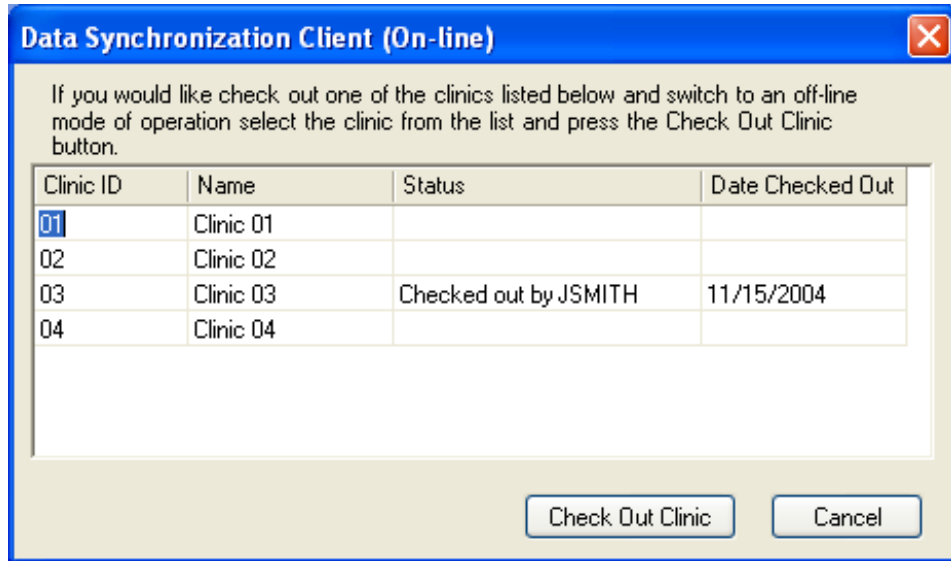 Data Synchronization Client (On-line)
If you would like check out one of the clinics listed below and switch to an off-line
mode of operation select the clinic from the list and press the Check Out Clinic
button.
Clinic ID Name Status Date Checked Out
01 Clinic 01
02 Clinic 02
03 Clinic 03 Checked out by JSMITH 11/15/2004
04 Clinic 04
Check Out Clinic Cancel